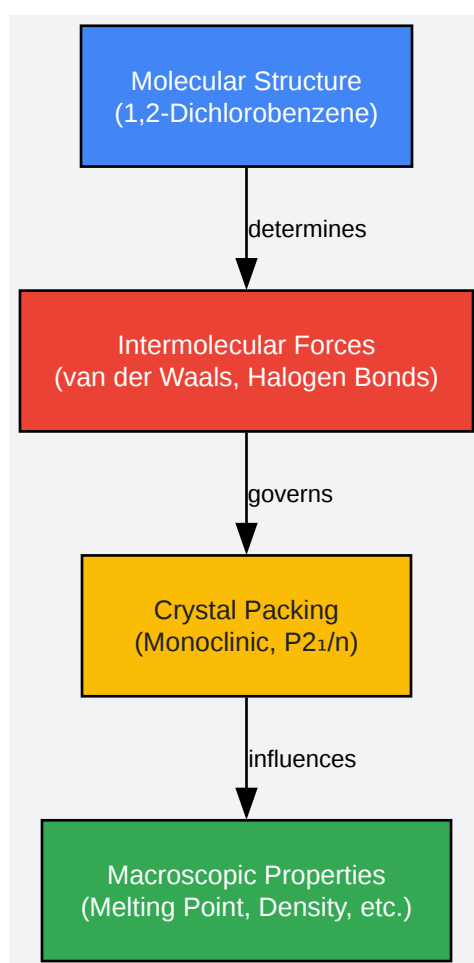 Molecular Structure
(1,2-Dichlorobenzene)
determines
Intermolecular Forces
(van der Waals, Halogen Bonds)
governs
Crystal Packing
(Monoclinic, P2₁/n)
influences
Macroscopic Properties
(Melting Point, Density, etc.)